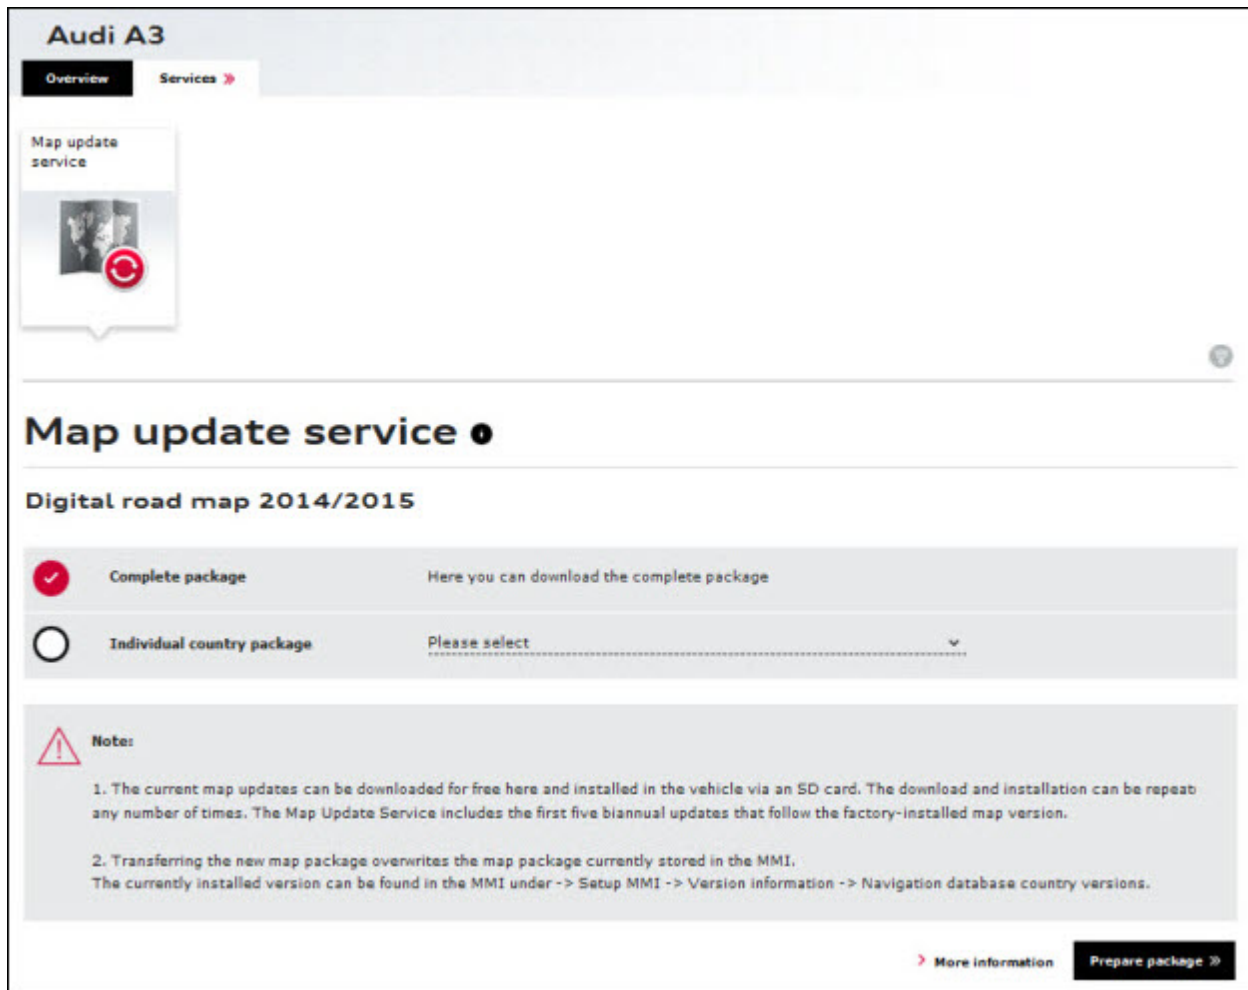 Audi A3
Overview
Services »
Map update
service
Map update service
Digital road map 2014/2015
Complete package
Here you can download the complete package
Individual country package
Please select
Note:
1. The current map updates can be downloaded for free here and installed in the vehicle via an SD card. The download and installation can be repeat
any number of times. The Map Update Service includes the first five biannual updates that follow the factory-installed map version.
2. Transferring the new map package overwrites the map package currently stored in the MMI.
The currently installed version can be found in the MMI under -> Setup MMI -> Version information -> Navigation database country versions.
> More information
Prepare package »